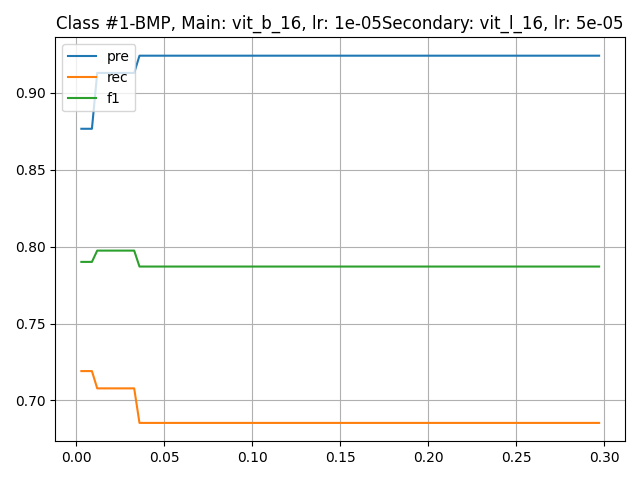 Class #1-BMP, Main: vit_b_16, lr: 1e-05Secondary: vit_l_16, lr: 5e-05
pre
rec
f1
0.90
0.85
0.80
0.75
0.70
0.00 0.05 0.10 0.15 0.20 0.25 0.30